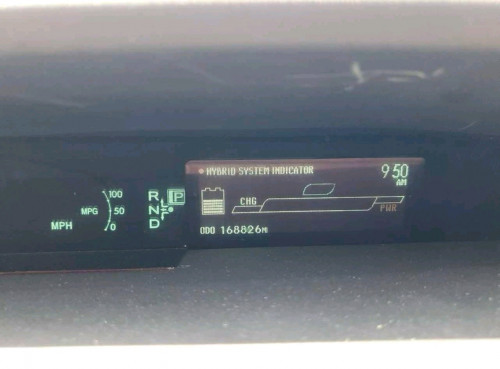 HYBRID SYSTEM INDICATOR
9:50
AM
CHG
PWR
ODO 168826MI
100
MPG 50
0
MPH
R P
N
D